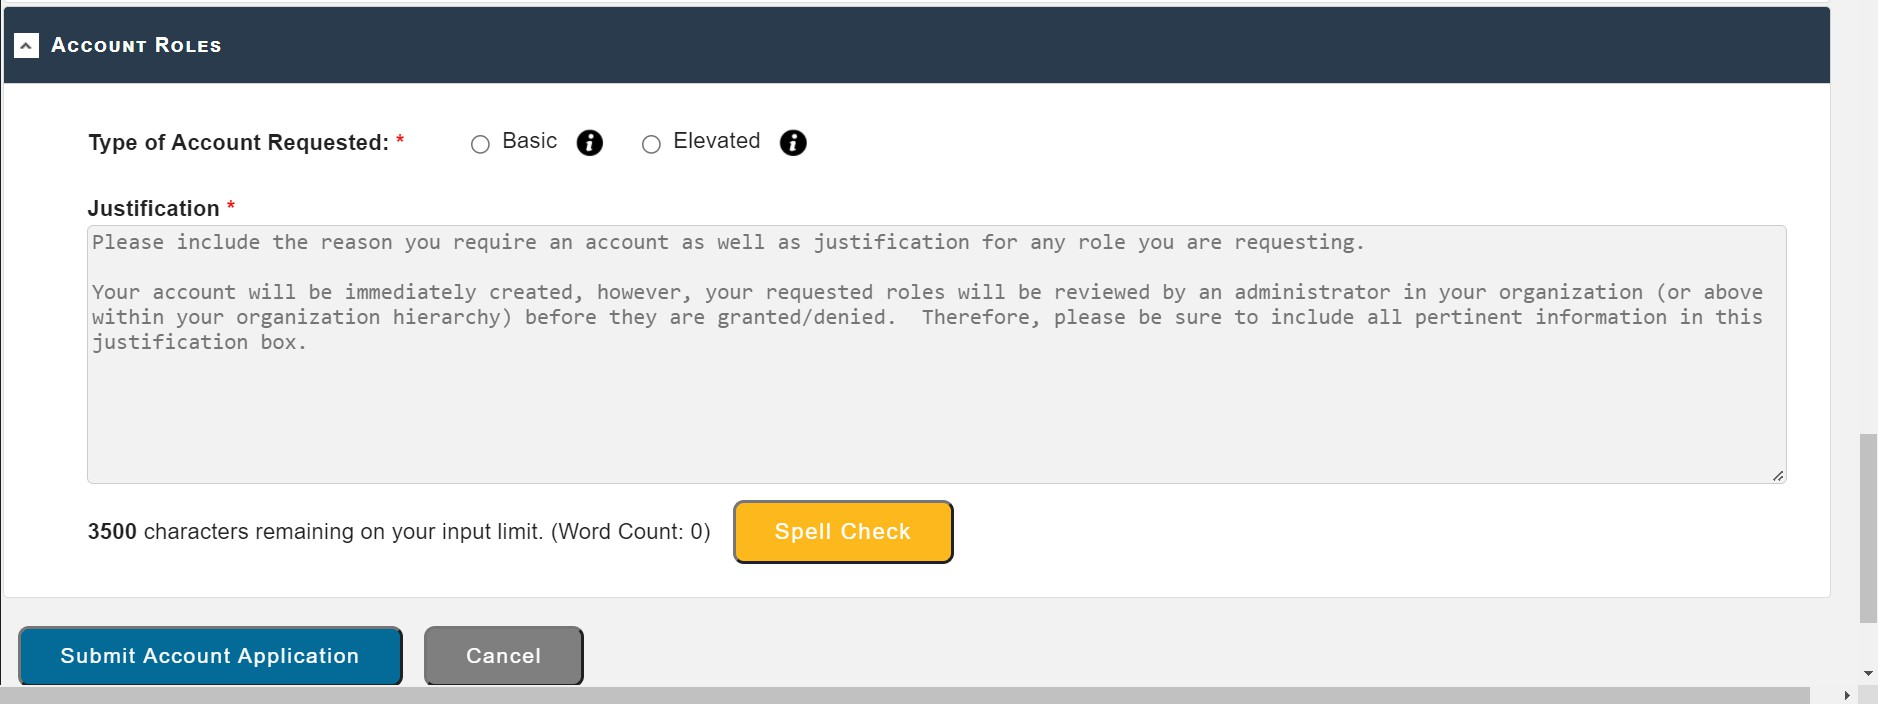 Account Roles
Type of Account Requested: * Basic i Elevated i
Justification *
Please include the reason you require an account as well as justification for any role you are requesting.
Your account will be immediately created, however, your requested roles will be reviewed by an administrator in your organization (or above
within your organization hierarchy) before they are granted/denied.  Therefore, please be sure to include all pertinent information in this
justification box.
3500 characters remaining on your input limit. (Word Count: 0) Spell Check
Submit Account Application Cancel